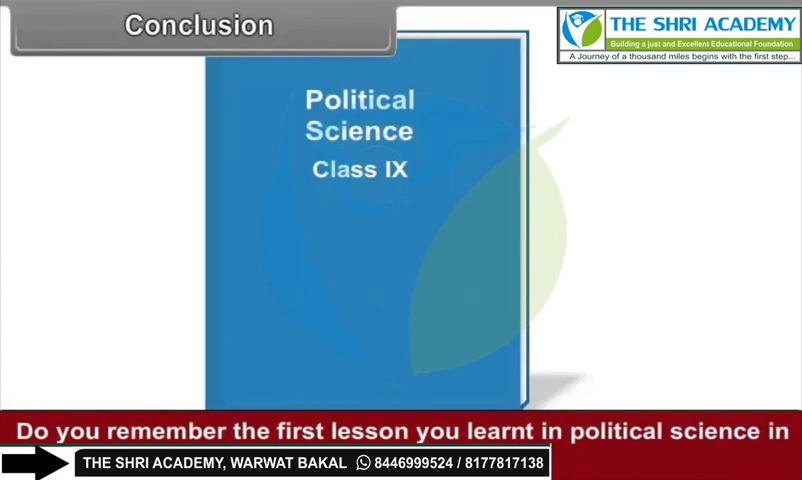 Conclusion
THE SHRI ACADEMY
Building a just and Excellent Educational Foundation
A Journey of a thousand miles begins with the first step...
Political
Science
Class IX
Do you remember the first lesson you learnt in political science in
THE SHRI ACADEMY, WARWAT BAKAL 8446999524 / 8177817138